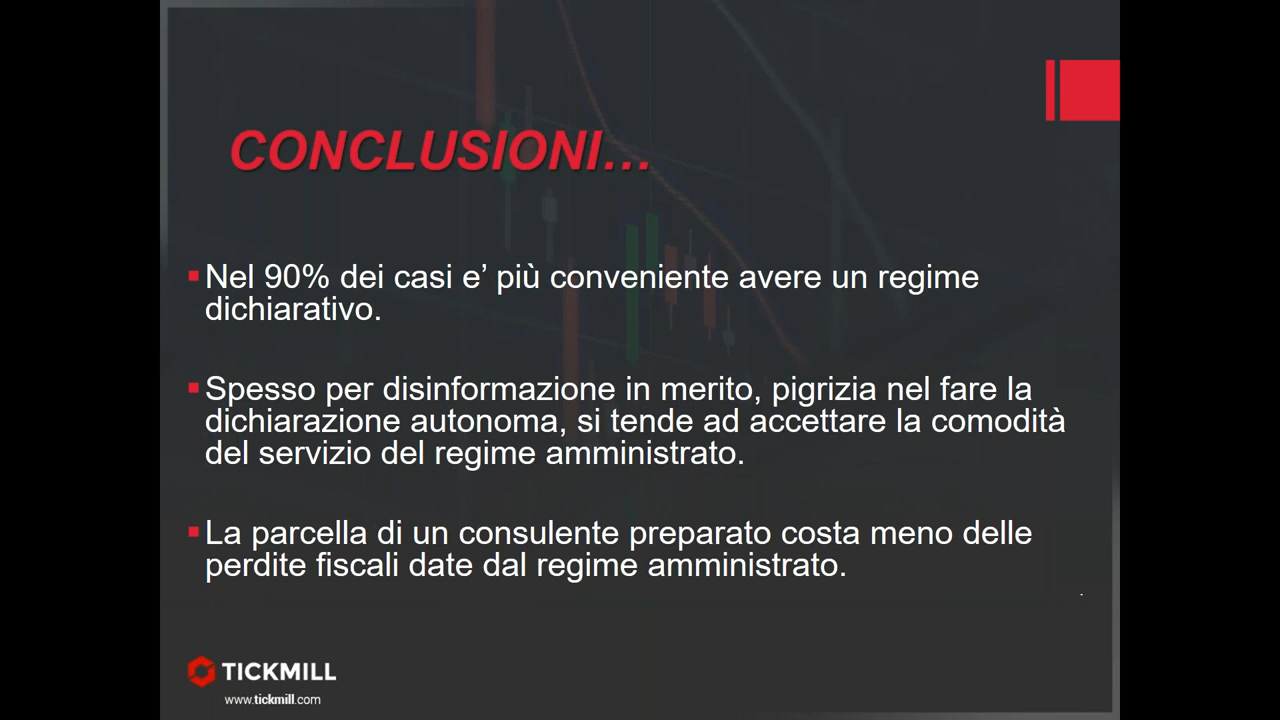 CONCLUSIONI...
Nel 90% dei casi e’ più conveniente avere un regime
dichiarativo.
Spesso per disinformazione in merito, pigrizia nel fare la
dichiarazione autonoma, si tende ad accettare la comodità
del servizio del regime amministrato.
La parcella di un consulente preparato costa meno delle
perdite fiscali date dal regime amministrato.
.
TICKMILL
www.tickmill.com